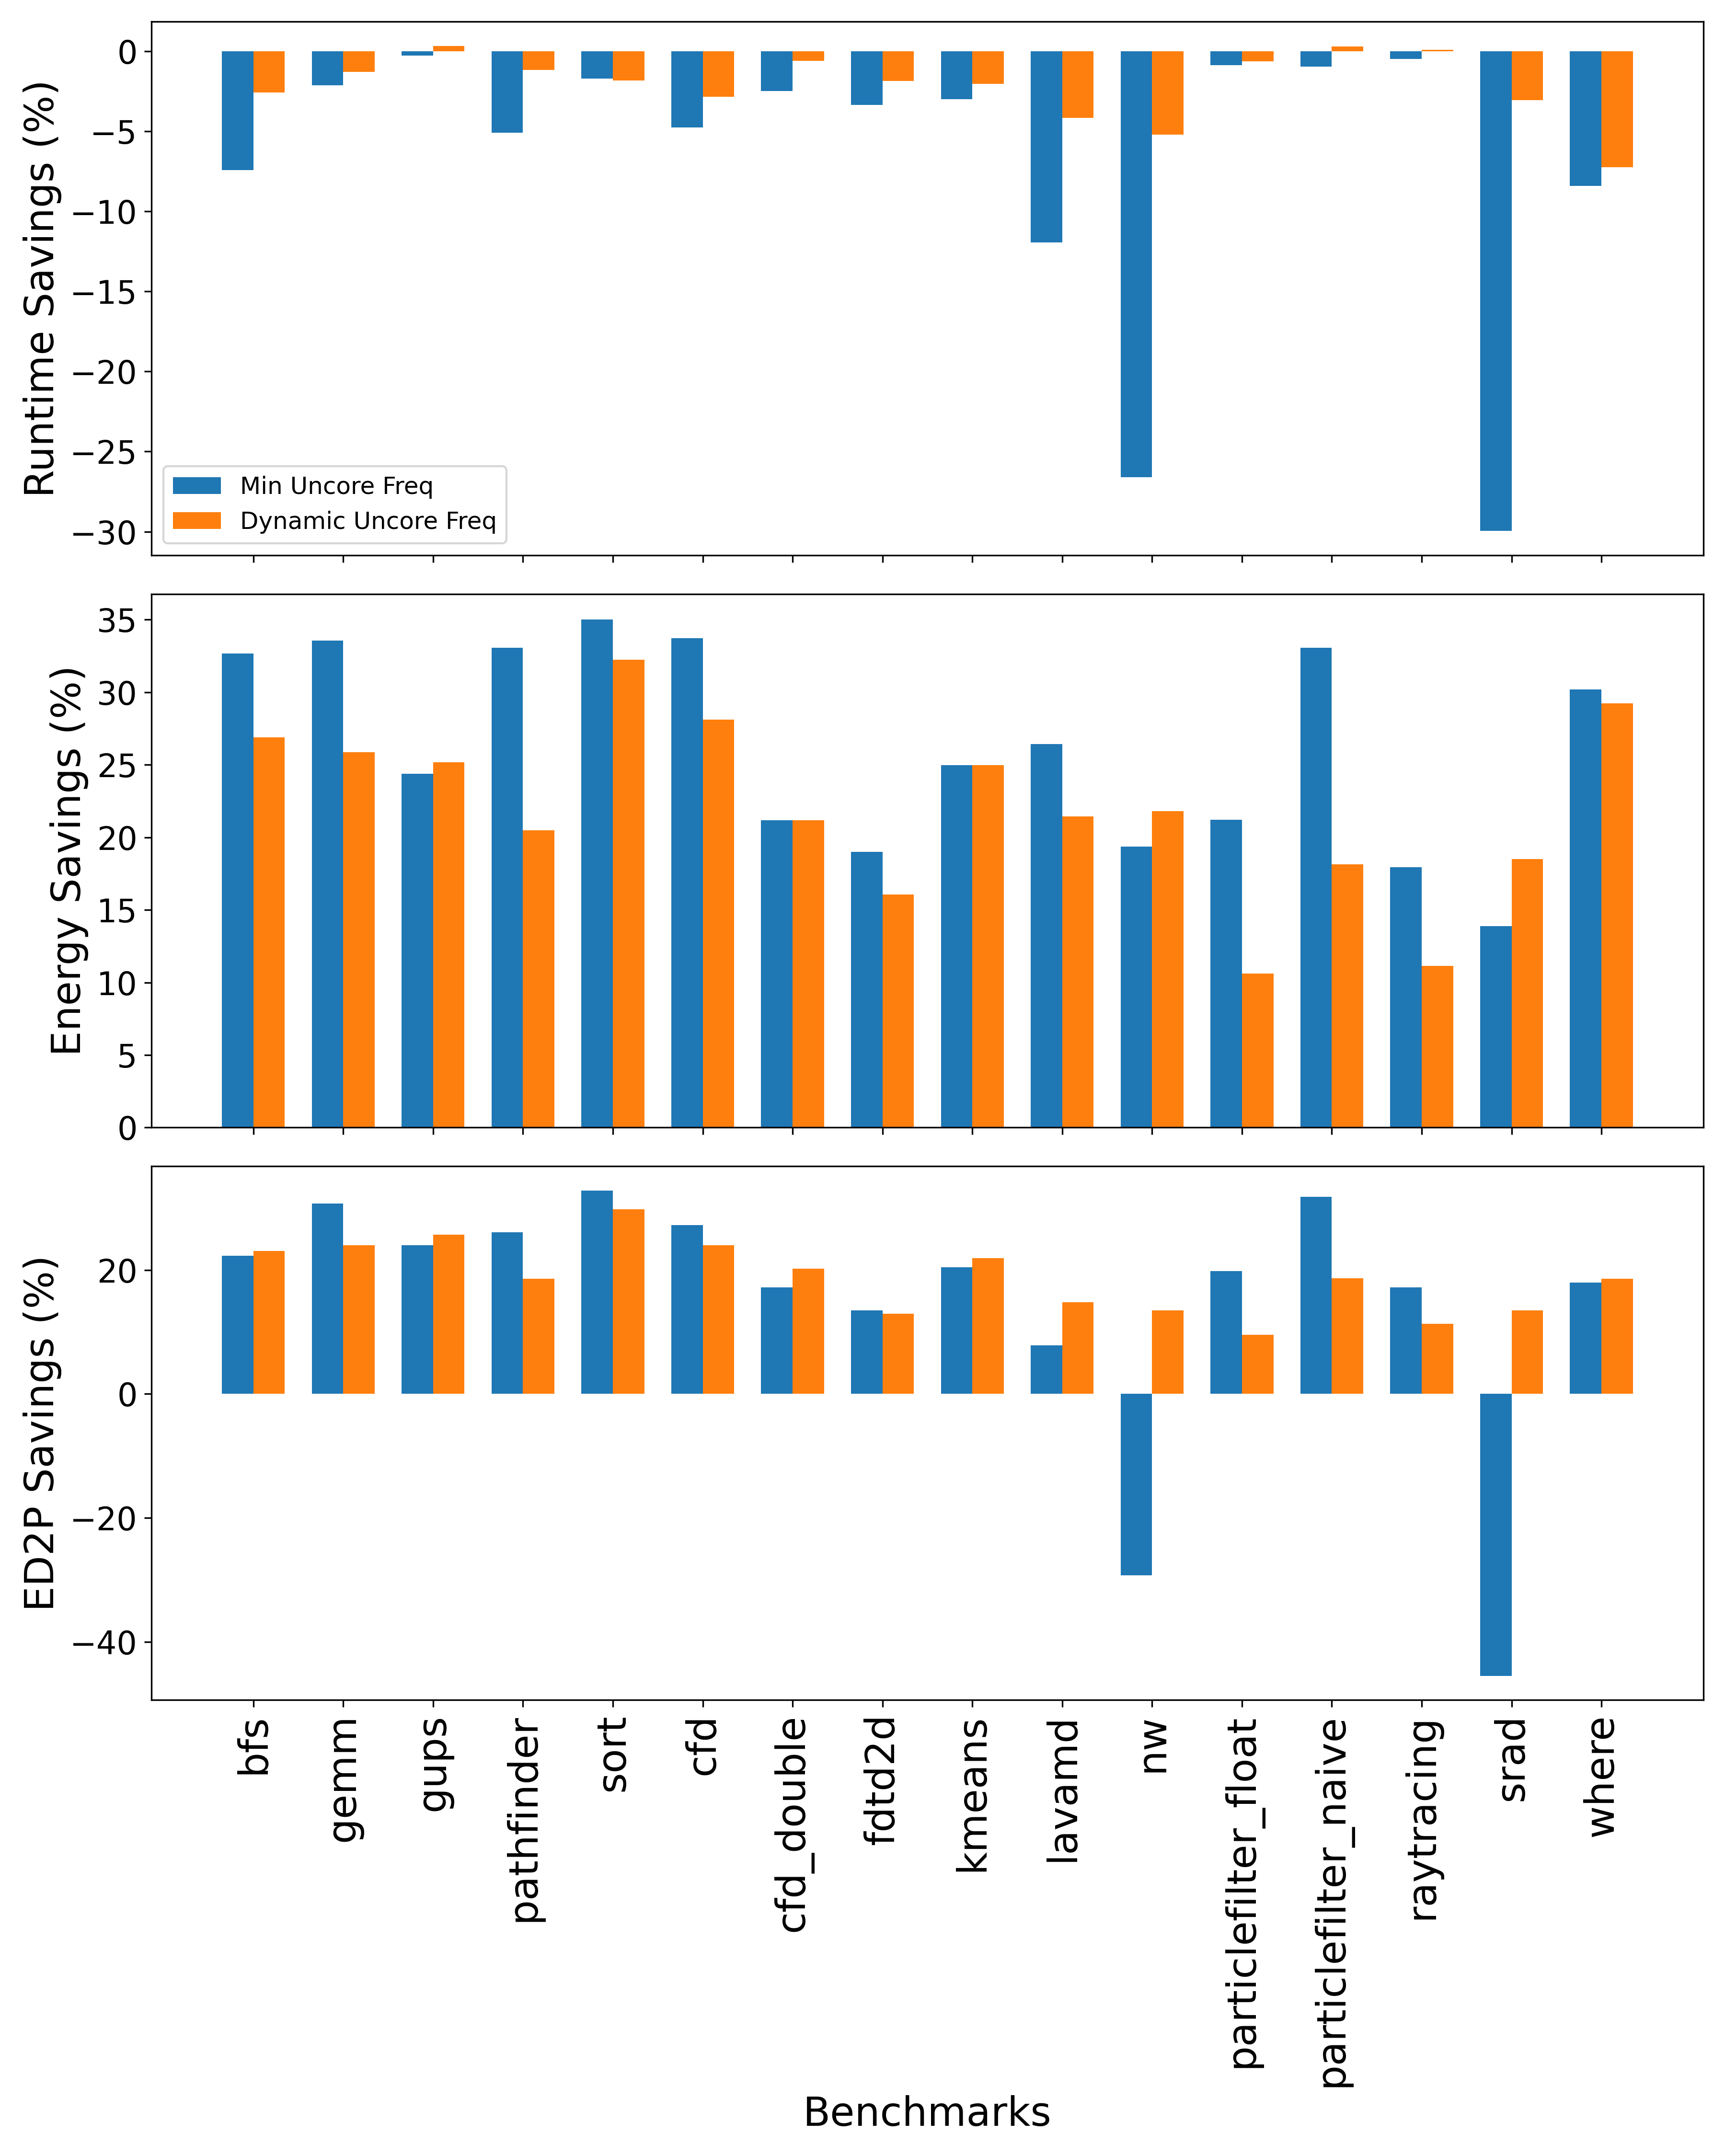 Runtime Savings (%)
0
−5
−10
−15
−20
−25
−30
Min Uncore Freq
Dynamic Uncore Freq
Energy Savings (%)
35
30
25
20
15
10
5
0
ED2P Savings (%)
20
0
−20
−40
bfs
gemm
gups
pathfinder
sort
cfd
cfd_double
fdtd2d
kmeans
lavamd
nw
particlefilter_float
particlefilter_naive
raytracing
srad
where
Benchmarks